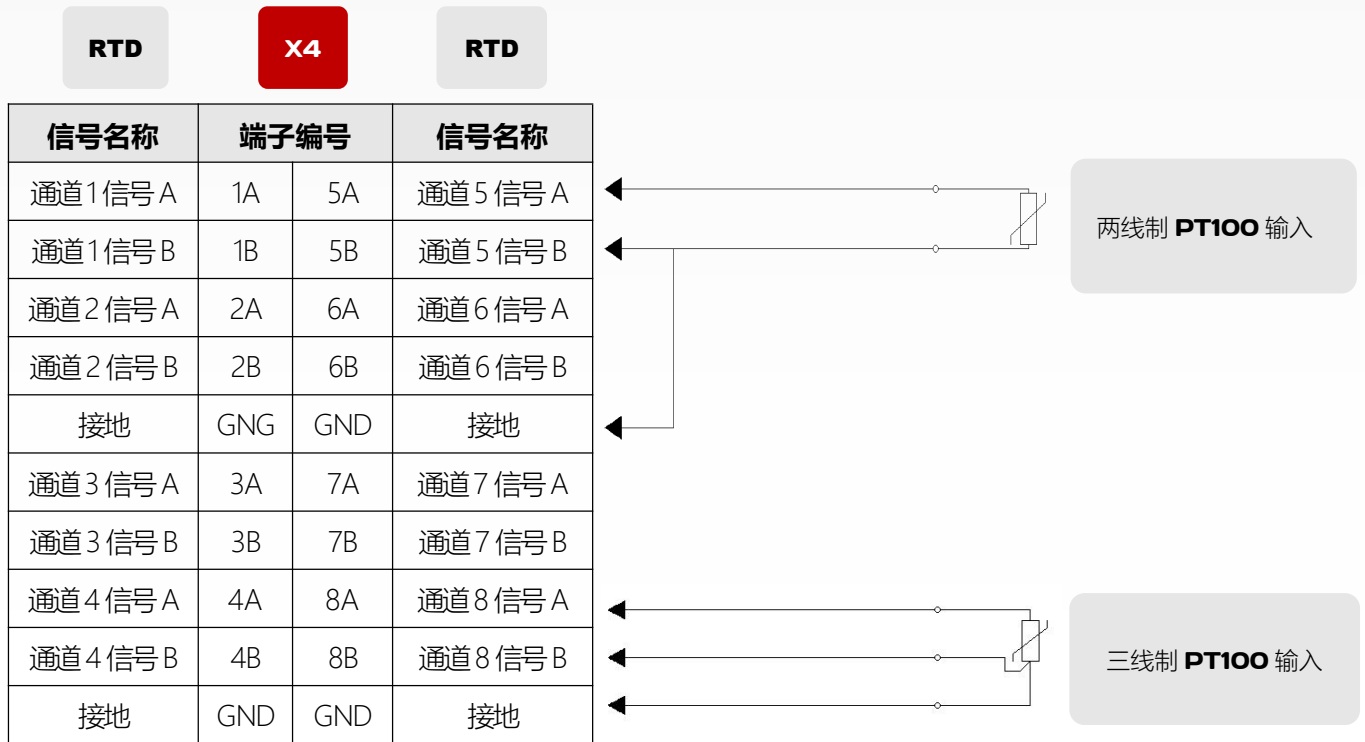 RTD X4 RTD
信号名称 端子编号 信号名称
通道1信号A 1A 5A 通道5信号A
通道1信号B 1B 5B 通道5信号B
两线制 PT100 输入
通道2信号A 2A 6A 通道6信号A
通道2信号B 2B 6B 通道6信号B
接地 GNG GND 接地
通道3信号A 3A 7A 通道7信号A
通道3信号B 3B 7B 通道7信号B
通道4信号A 4A 8A 通道8信号A
通道4信号B 4B 8B 通道8信号B
三线制 PT100 输入
接地 GND GND 接地